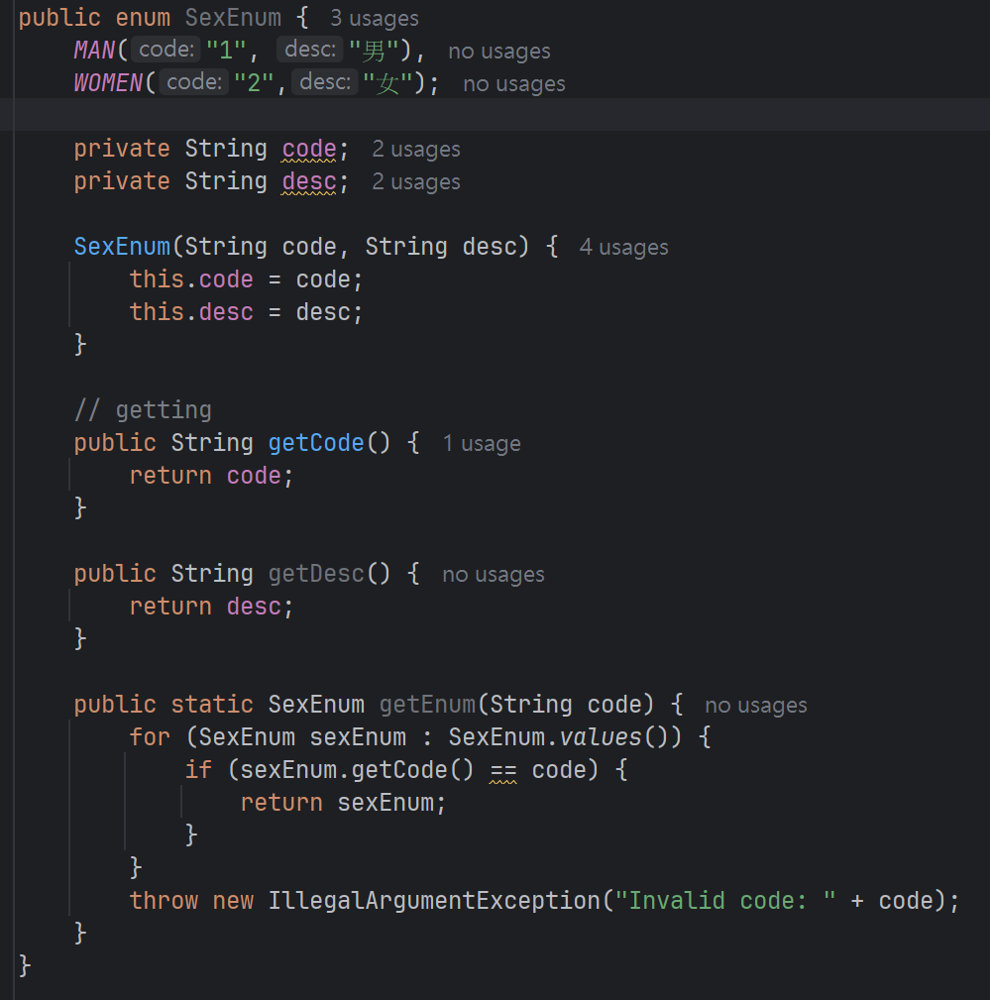 public enum SexEnum { 3 usages
MAN( code: "1", desc: "男"), no usages
WOMEN( code: "2", desc: "女"); no usages
private String code; 2 usages
private String desc; 2 usages
SexEnum(String code, String desc) { 4 usages
this.code = code;
this.desc = desc;
}
// getting
public String getCode() { 1 usage
return code;
}
public String getDesc() { no usages
return desc;
}
public static SexEnum getEnum(String code) { no usages
for (SexEnum sexEnum : SexEnum.values()) {
if (sexEnum.getCode() == code) {
return sexEnum;
}
}
throw new IllegalArgumentException("Invalid code: " + code);
}
}